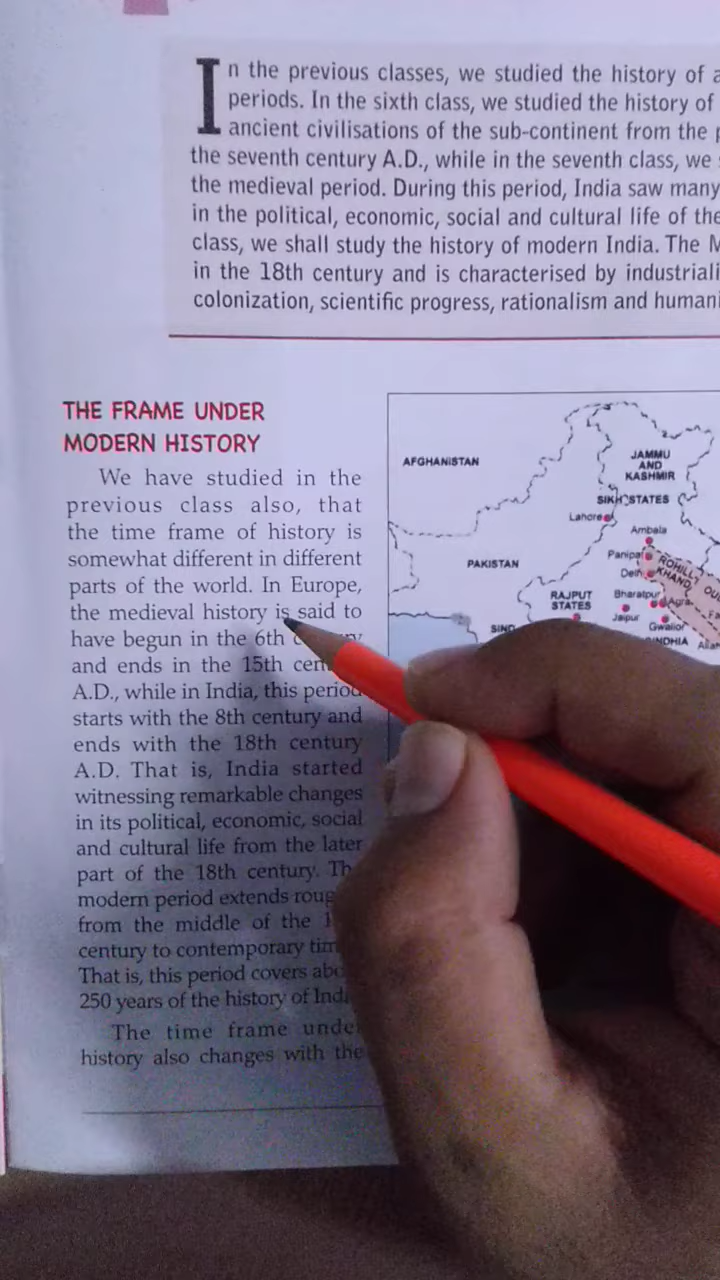 In the previous classes, we studied the history of
periods. In the sixth class, we studied the history of
ancient civilisations of the sub-continent from the
the seventh century A.D., while in the seventh class, we
the medieval period. During this period, India saw many
in the political, economic, social and cultural life of the
class, we shall study the history of modern India. The
in the 18th century and is characterised by
colonization, scientific progress, rationalism and
THE FRAME UNDER
MODERN HISTORY
We have studied in the
previous class also, that
the time frame of history is
somewhat different in different
parts of the world. In Europe,
the medieval history is said to
have begun in the 6th
and ends in the 15th
A.D., while in India, this period
starts with the 8th century and
ends with the 18th century
A.D. That is, India started
witnessing remarkable changes
in its political, economic, social
and cultural life from the later
part of the 18th century.
modern period extends
from the middle of the
century to contemporary
That is, this period covers
250 years of the history of
The time frame under
history also changes with the
AFGHANISTAN
JAMMU
AND
KASHMIR
SIKH STATES
Lahore
Ambala
PAKISTAN
Panipat
ROHILL
KHAND
Delhi
RAJPUT
STATES
Bharatpur
Agra
Jaipur
Gwalior
SIND